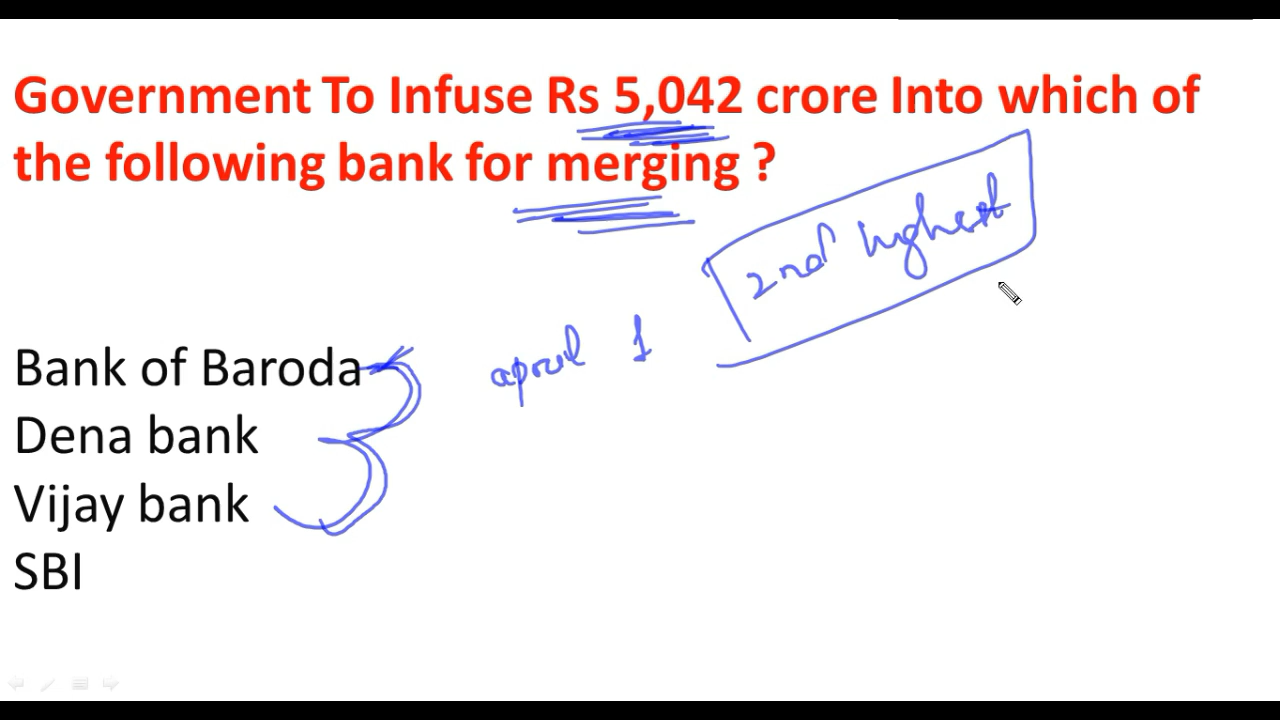 Government To Infuse Rs 5,042 crore Into which of
the following bank for merging ?
2nd highest
april 1
Bank of Baroda
Dena bank
Vijay bank
SBI